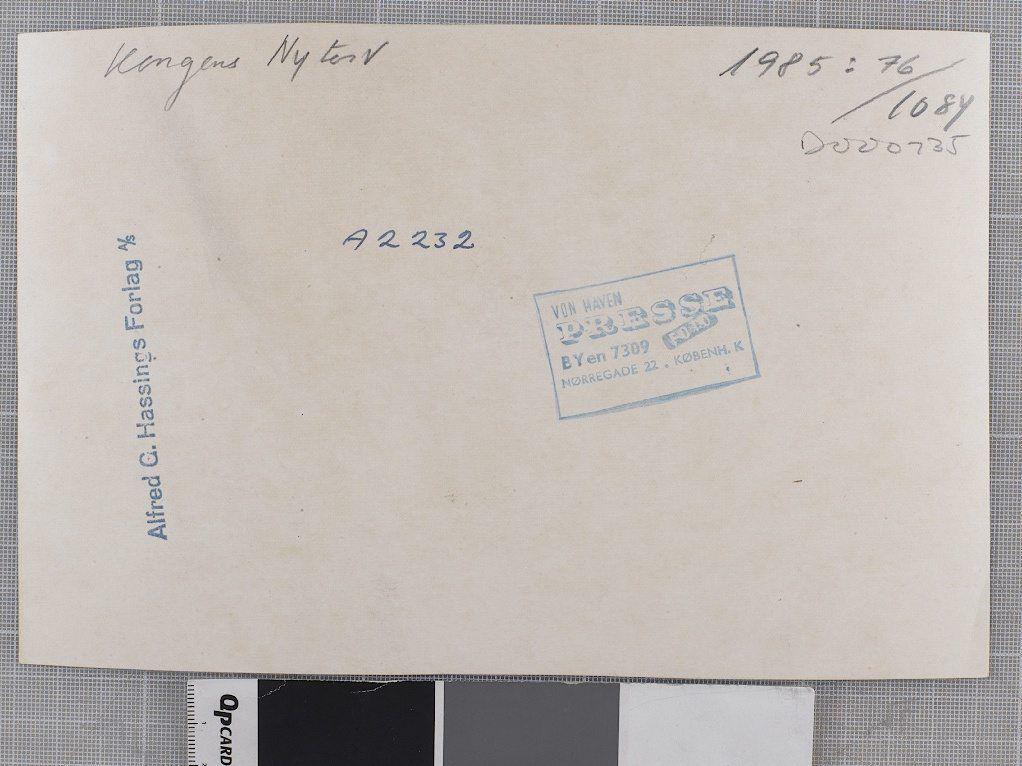 Kongens Nytorv
1985:76/1084
D000735
A2232
Alfred G. Hassings Forlag A/S
VON HAVEN
PRESSE
FOTO
BYen 7309
NØRREGADE 22 . KØBENH. K
QPCARD